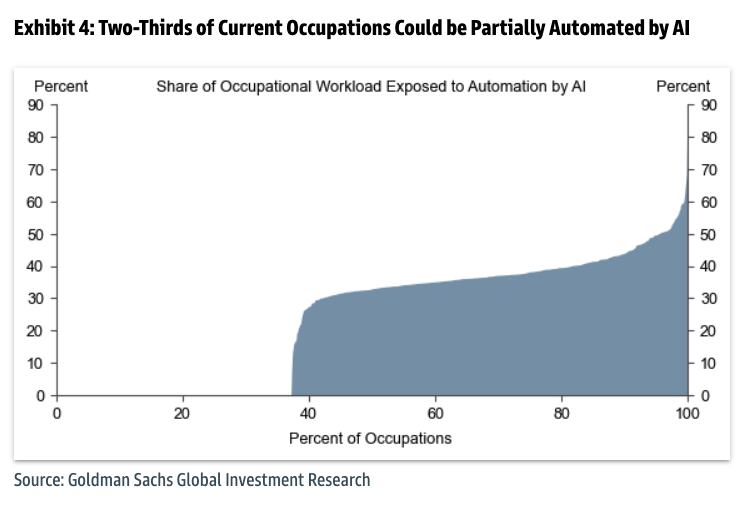 Exhibit 4: Two-Thirds of Current Occupations Could be Partially Automated by AI
Percent Share of Occupational Workload Exposed to Automation by AI Percent
90 90
80 80
70 70
60 60
50 50
40 40
30 30
20 20
10 10
0 0
0 20 40 60 80 100
Percent of Occupations
Source: Goldman Sachs Global Investment Research